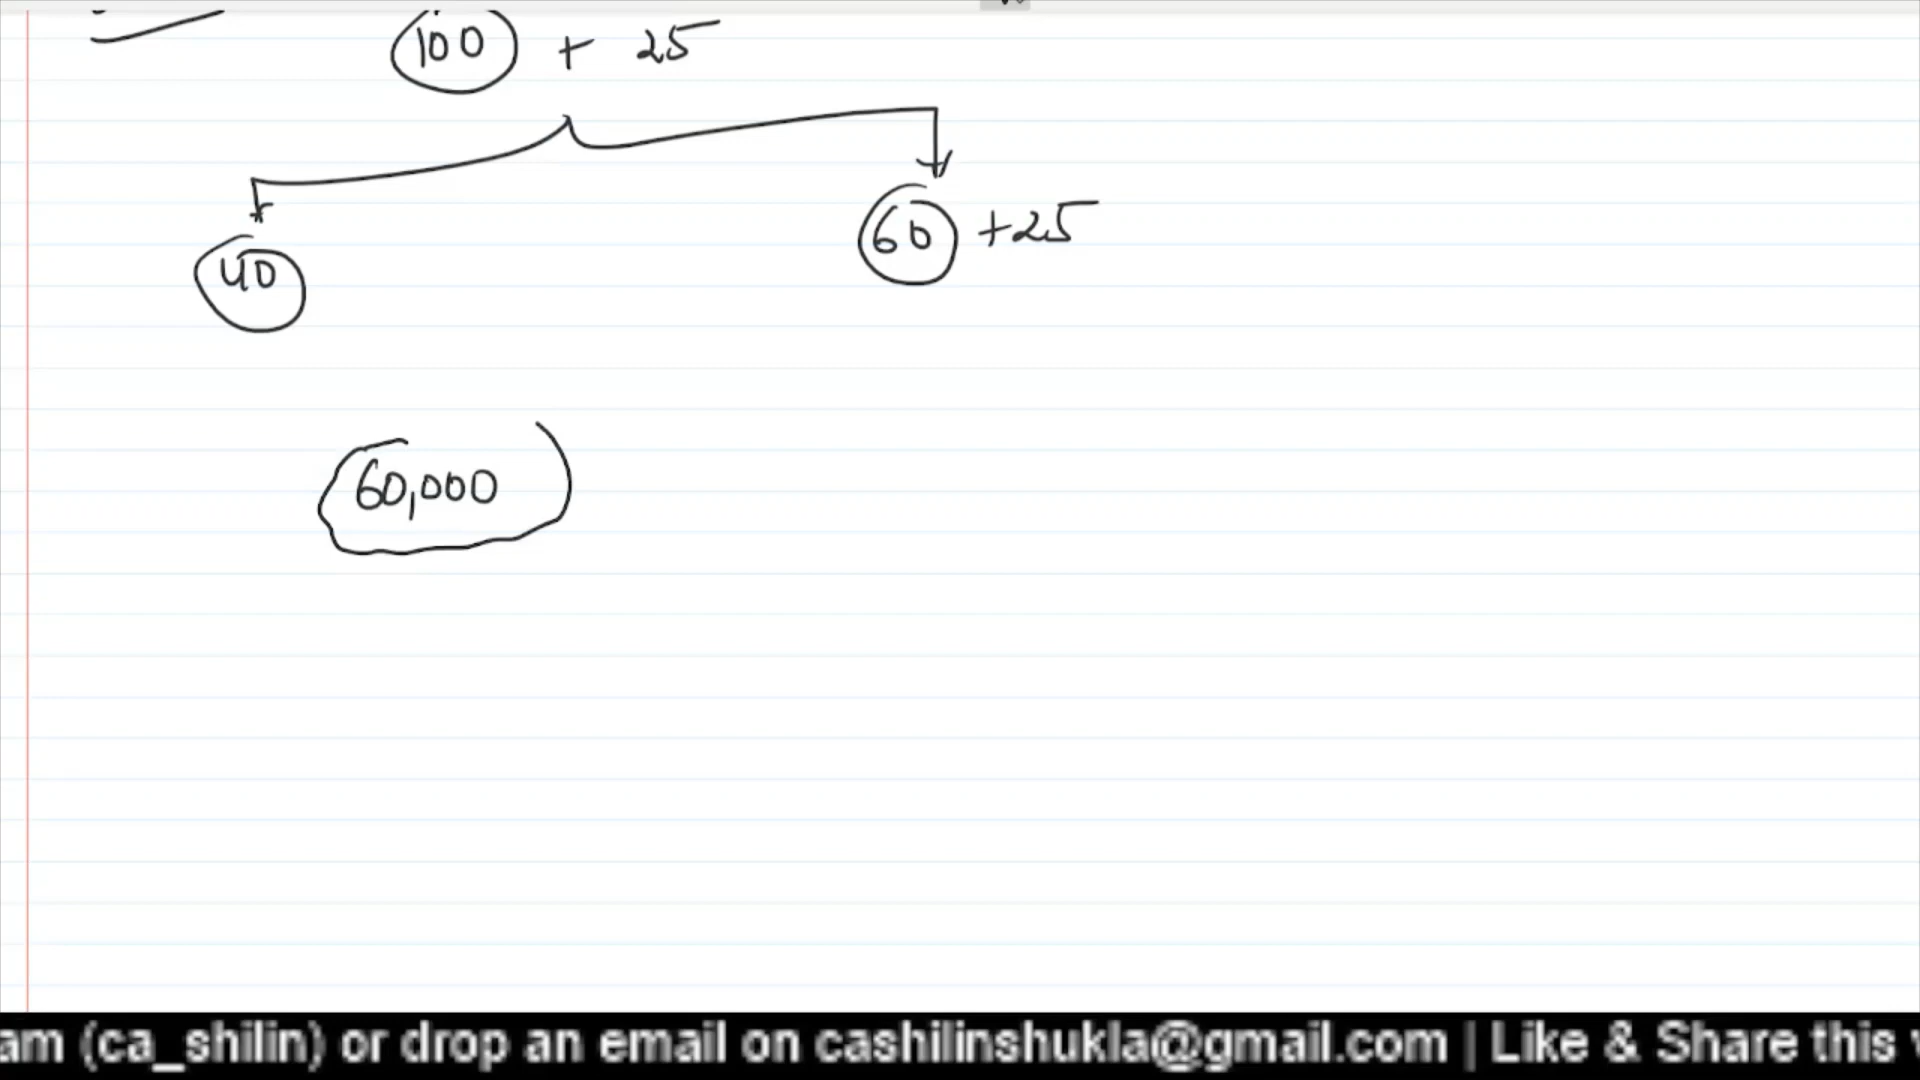 100 + 25
40
60 + 25
60,000
am (ca_shilin) or drop an email on cashilinshukla@gmail.com | Like & Share this